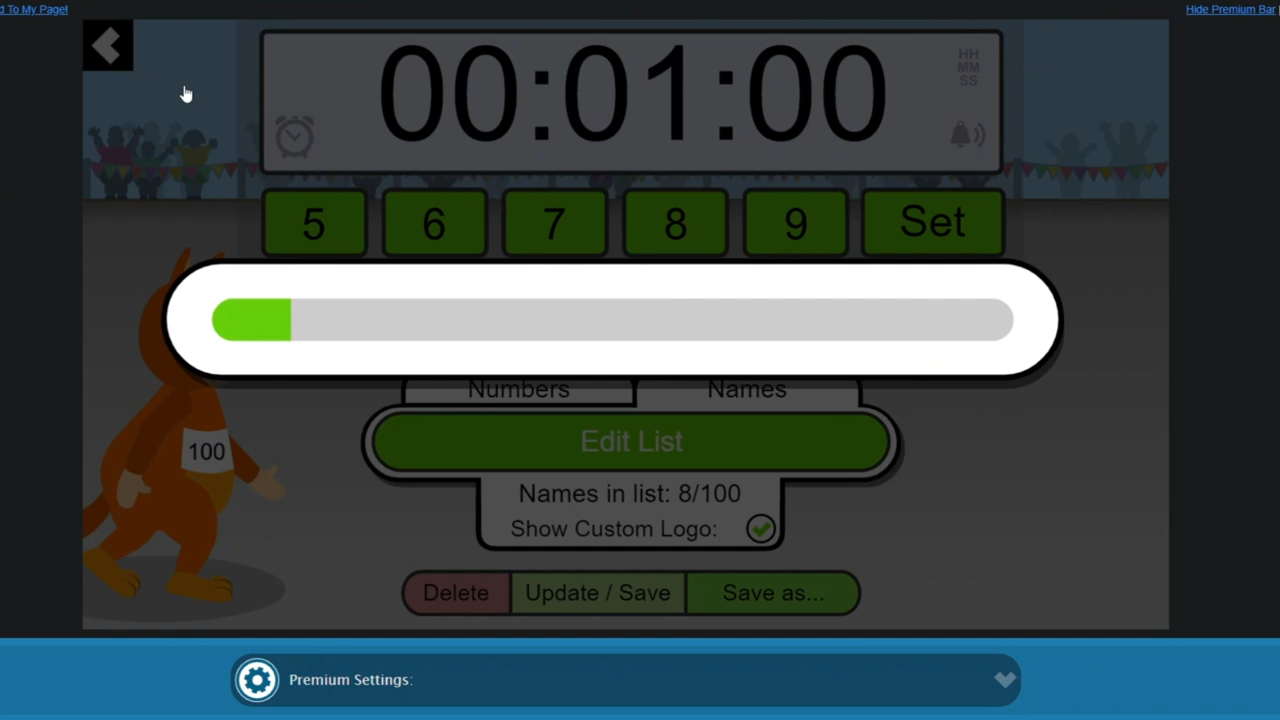 d To My Page!
Hide Premium Bar
00:01:00
HH
MM
SS
5 6 7 8 9 Set
Numbers Names
Edit List
100
Names in list: 8/100
Show Custom Logo:
Delete Update / Save Save as...
Premium Settings: